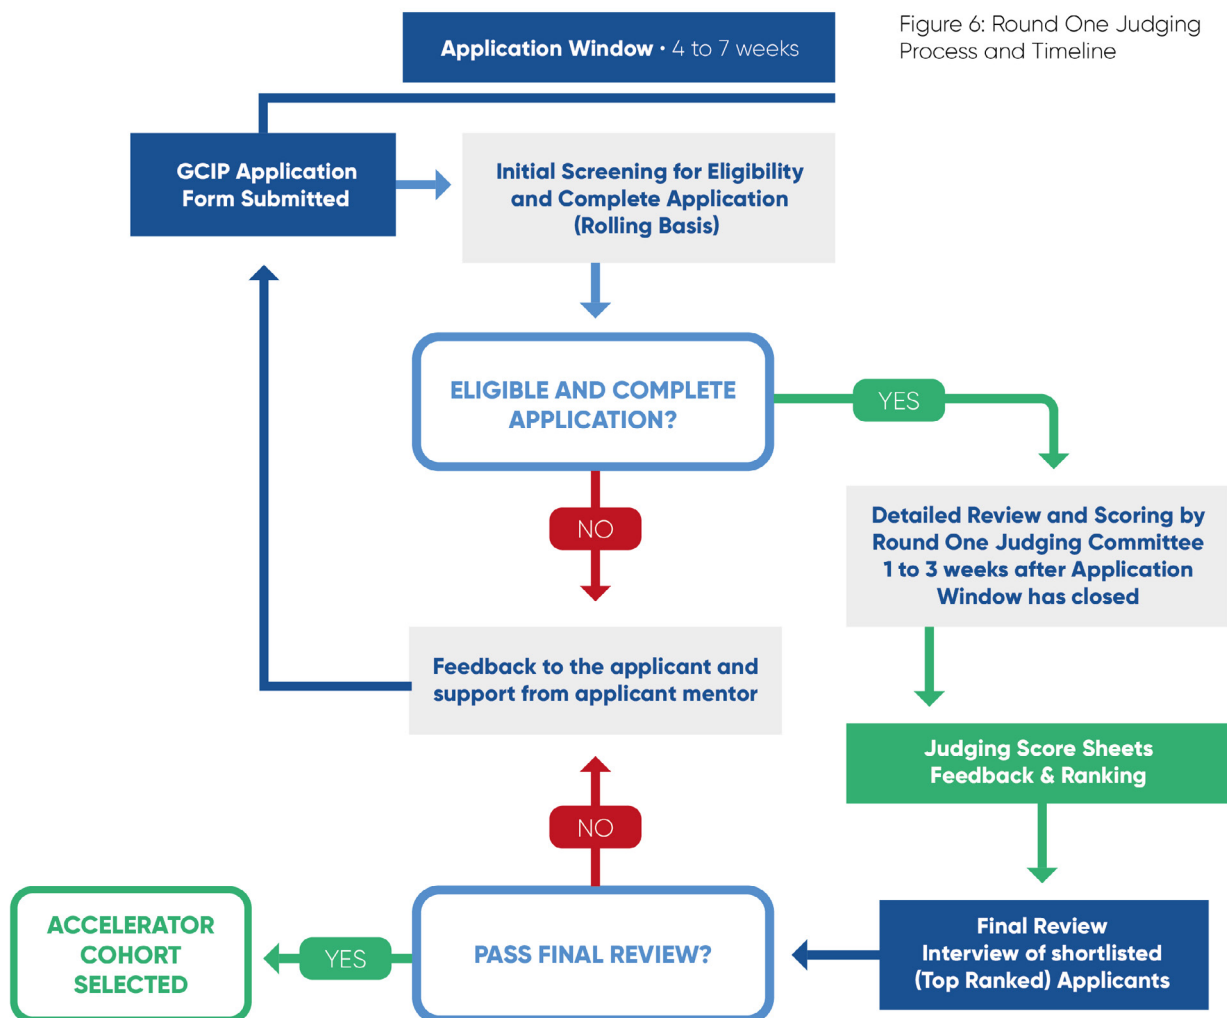 Application Window • 4 to 7 weeks
Figure 6: Round One Judging
Process and Timeline
GCIP Application
Form Submitted
Initial Screening for Eligibility
and Complete Application
(Rolling Basis)
ELIGIBLE AND COMPLETE
APPLICATION?
YES
NO
Detailed Review and Scoring by
Round One Judging Committee
1 to 3 weeks after Application
Window has closed
Feedback to the applicant and
support from applicant mentor
Judging Score Sheets
Feedback & Ranking
NO
Final Review
Interview of shortlisted
(Top Ranked) Applicants
PASS FINAL REVIEW?
YES
ACCELERATOR
COHORT
SELECTED